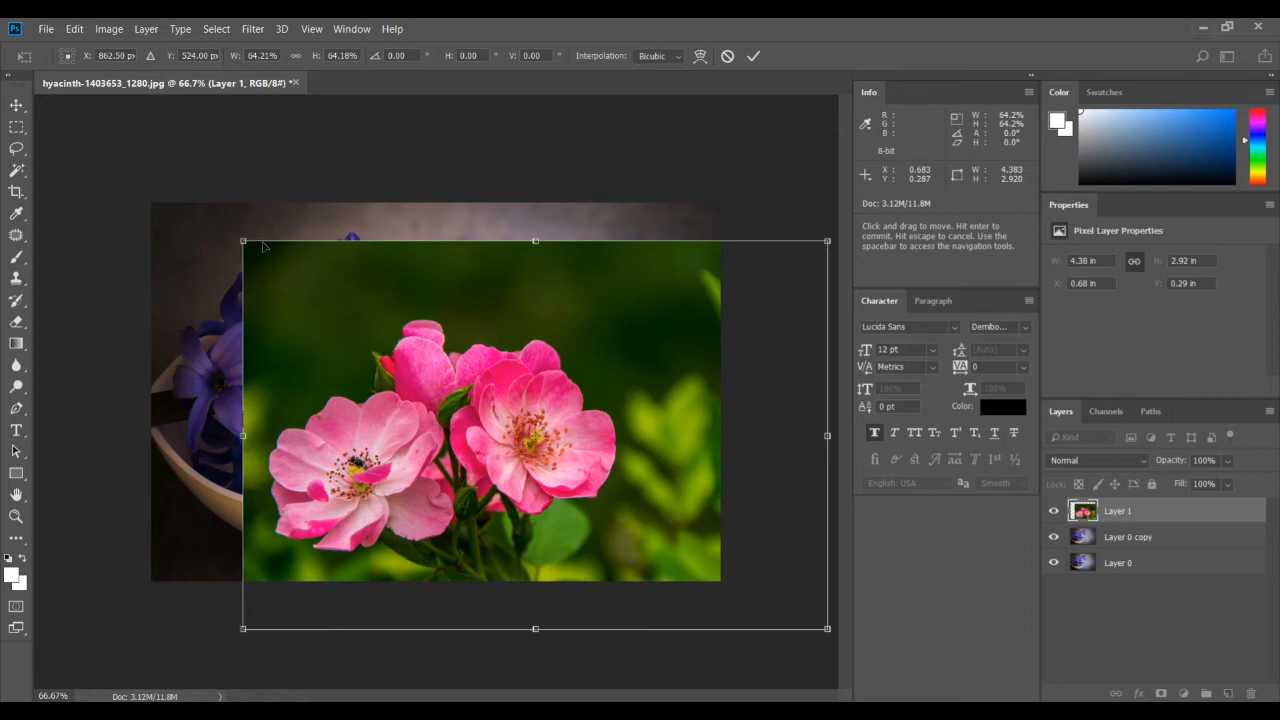 Ps File Edit Image Layer Type Select Filter 3D View Window Help
X: 862.50 px Y: 524.00 px W: 64.21% H: 64.18% 0.00 ° H: 0.00 ° V: 0.00 ° Interpolation: Bicubic
hyacinth-1403653_1280.jpg @ 66.7% (Layer 1, RGB/8#) *
Info
R:
G:
B:
8-bit
W: 64.2%
H: 64.2%
A: 0.0°
H: 0.0°
X: 0.683
Y: 0.287
W: 4.383
H: 2.920
Doc: 3.12M/11.8M
Click and drag to move. Hit enter to
commit. Hit escape to cancel. Use the
spacebar to access the navigation tools.
Character Paragraph
Lucida Sans Dembo...
12 pt (Auto)
Metrics 0
100% 100%
0 pt Color:
English: USA Smooth
Color Swatches
Properties
Pixel Layer Properties
W: 4.38 in H: 2.92 in
X: 0.68 in Y: 0.29 in
Layers Channels Paths
Kind
Normal Opacity: 100%
Lock: Fill: 100%
Layer 1
Layer 0 copy
Layer 0
66.67% Doc: 3.12M/11.8M